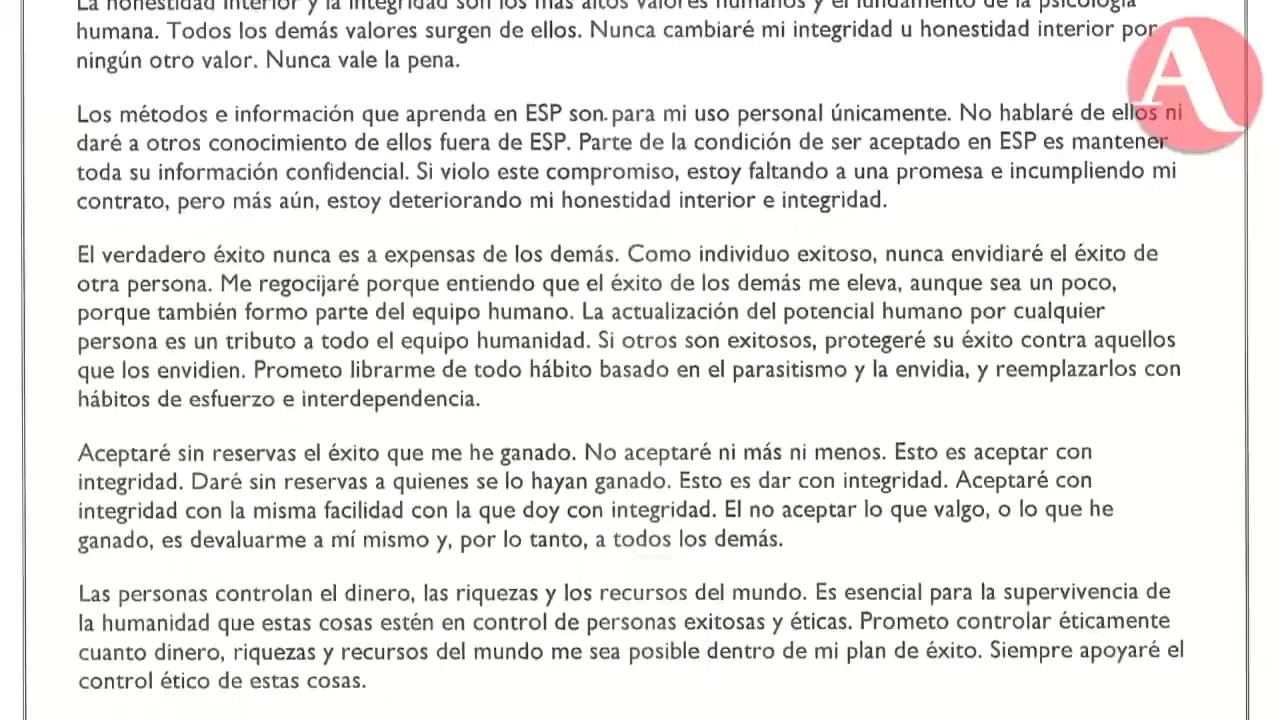 La honestidad interior y la integridad son los más altos valores humanos y el fundamento de la psicología
humana. Todos los demás valores surgen de ellos. Nunca cambiaré mi integridad u honestidad interior por
ningún otro valor. Nunca vale la pena.
Los métodos e información que aprenda en ESP son para mi uso personal únicamente. No hablaré de ellos ni
daré a otros conocimiento de ellos fuera de ESP. Parte de la condición de ser aceptado en ESP es mantener
toda su información confidencial. Si violo este compromiso, estoy faltando a una promesa e incumpliendo mi
contrato, pero más aún, estoy deteriorando mi honestidad interior e integridad.
El verdadero éxito nunca es a expensas de los demás. Como individuo exitoso, nunca envidiaré el éxito de
otra persona. Me regocijaré porque entiendo que el éxito de los demás me eleva, aunque sea un poco,
porque también formo parte del equipo humano. La actualización del potencial humano por cualquier
persona es un tributo a todo el equipo humanidad. Si otros son exitosos, protegeré su éxito contra aquellos
que los envidien. Prometo librarme de todo hábito basado en el parasitismo y la envidia, y reemplazarlos con
hábitos de esfuerzo e interdependencia.
Aceptaré sin reservas el éxito que me he ganado. No aceptaré ni más ni menos. Esto es aceptar con
integridad. Daré sin reservas a quienes se lo hayan ganado. Esto es dar con integridad. Aceptaré con
integridad con la misma facilidad con la que doy con integridad. El no aceptar lo que valgo, o lo que he
ganado, es devaluarme a mí mismo y, por lo tanto, a todos los demás.
Las personas controlan el dinero, las riquezas y los recursos del mundo. Es esencial para la supervivencia de
la humanidad que estas cosas estén en control de personas exitosas y éticas. Prometo controlar éticamente
cuanto dinero, riquezas y recursos del mundo me sea posible dentro de mi plan de éxito. Siempre apoyaré el
control ético de estas cosas.
A